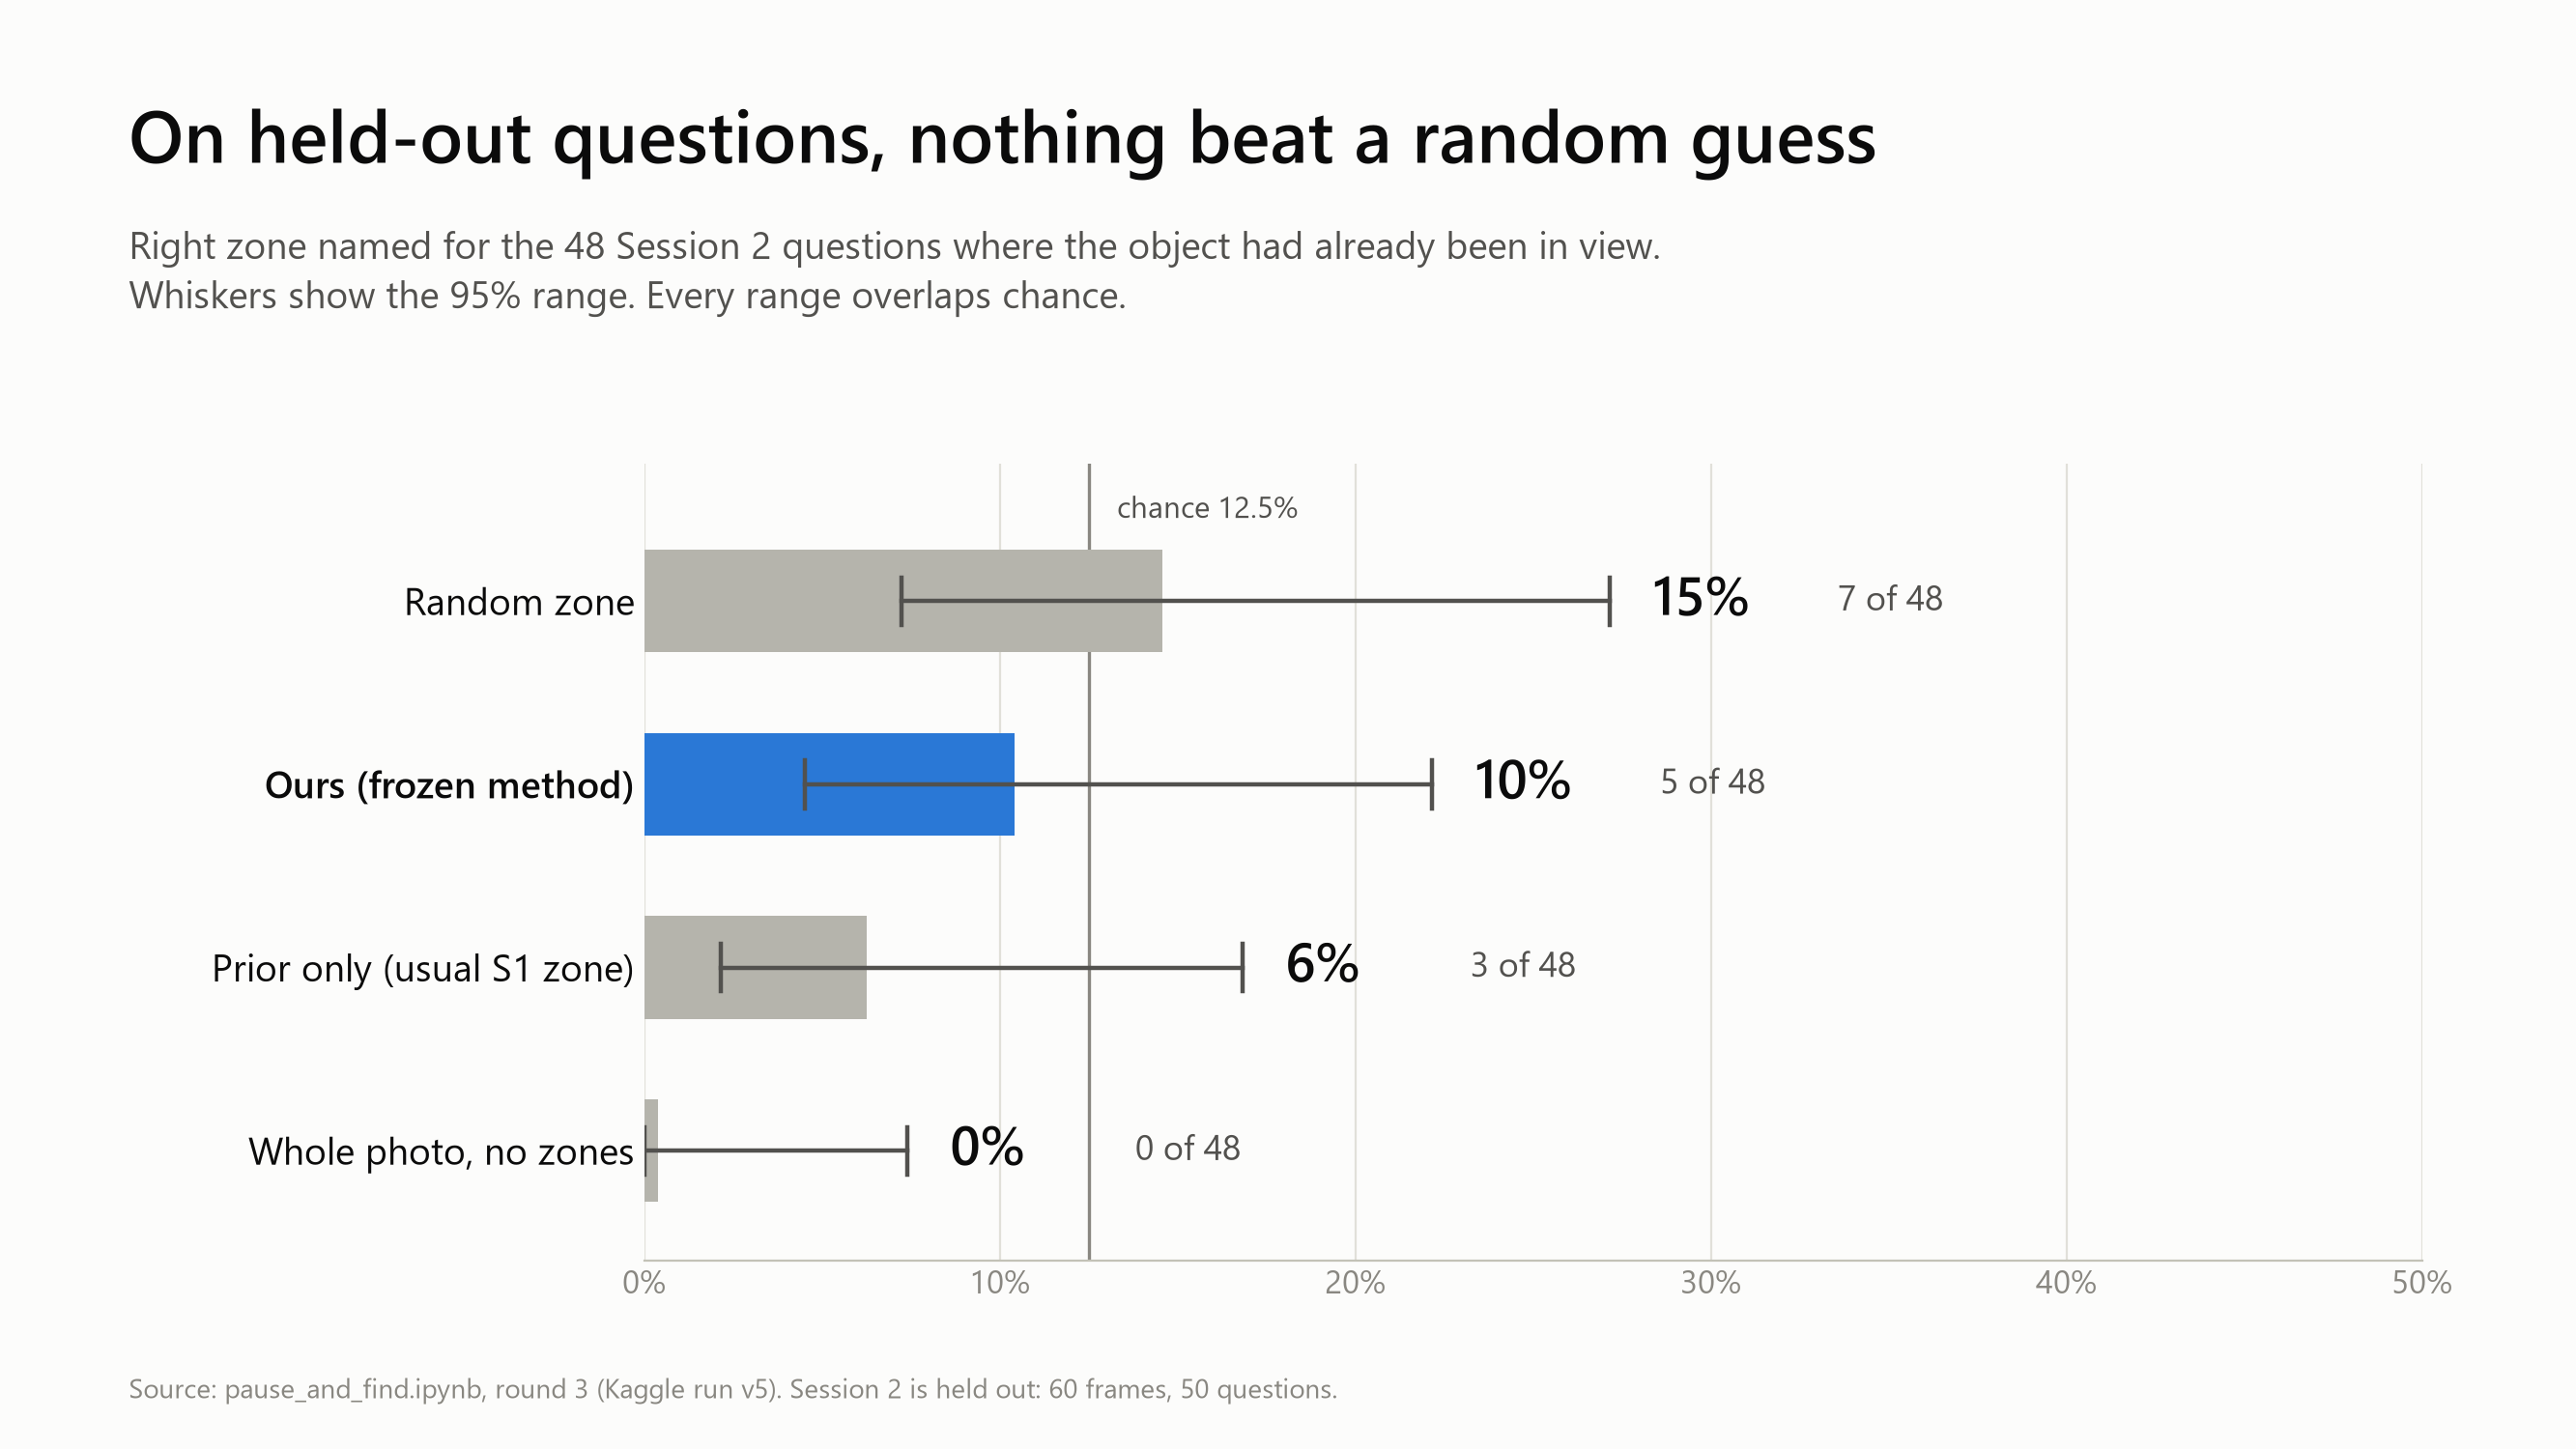 On held-out questions, nothing beat a random guess
Right zone named for the 48 Session 2 questions where the object had already been in view.
Whiskers show the 95% range. Every range overlaps chance.
chance 12.5%
Random zone 15% 7 of 48
Ours (frozen method) 10% 5 of 48
Prior only (usual S1 zone) 6% 3 of 48
Whole photo, no zones 0% 0 of 48
0% 10% 20% 30% 40% 50%
Source: pause_and_find.ipynb, round 3 (Kaggle run v5). Session 2 is held out: 60 frames, 50 questions.